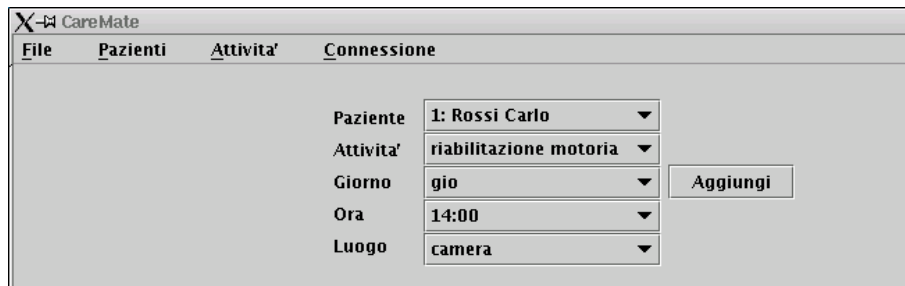 CareMate
File Pazienti Attivita' Connessione
Paziente 1: Rossi Carlo
Attivita' riabilitazione motoria
Giorno gio Aggiungi
Ora 14:00
Luogo camera